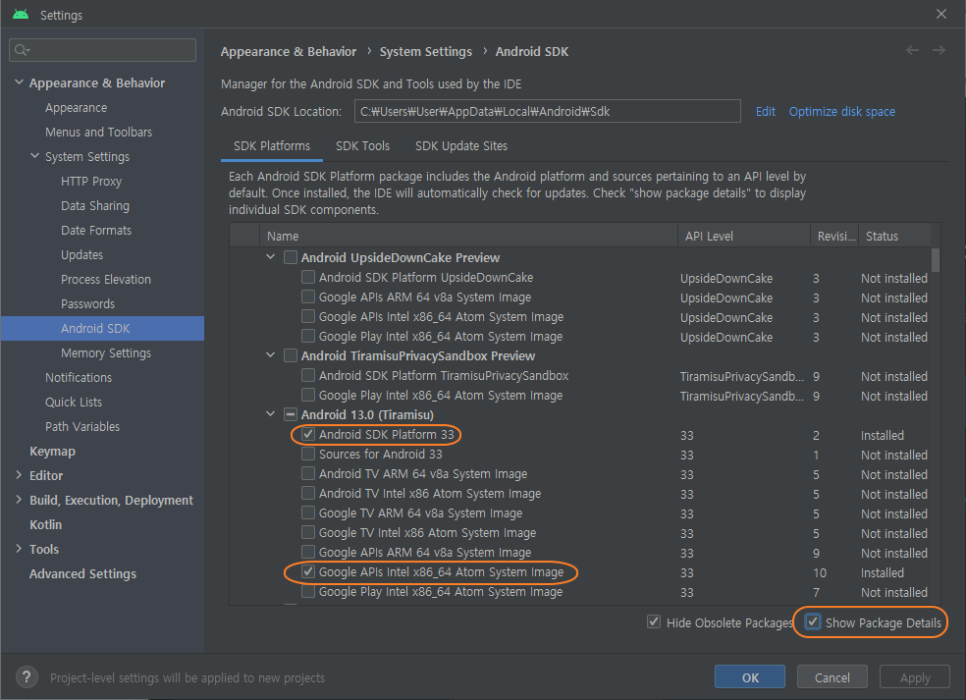 Settings
Appearance & Behavior
Appearance
Menus and Toolbars
System Settings
HTTP Proxy
Data Sharing
Date Formats
Updates
Process Elevation
Passwords
Android SDK
Memory Settings
Notifications
Quick Lists
Path Variables
Keymap
Editor
Build, Execution, Deployment
Kotlin
Tools
Advanced Settings
Appearance & Behavior › System Settings › Android SDK
Manager for the Android SDK and Tools used by the IDE
Android SDK Location: C:₩Users₩User₩AppData₩Local₩Android₩Sdk Edit Optimize disk space
SDK Platforms SDK Tools SDK Update Sites
Each Android SDK Platform package includes the Android platform and sources pertaining to an API level by
default. Once installed, the IDE will automatically check for updates. Check "show package details" to display
individual SDK components.
Name API Level Revisi... Status
Android UpsideDownCake Preview
Android SDK Platform UpsideDownCake UpsideDownCake 3 Not installed
Google APIs ARM 64 v8a System Image UpsideDownCake 3 Not installed
Google APIs Intel x86_64 Atom System Image UpsideDownCake 3 Not installed
Google Play Intel x86_64 Atom System Image UpsideDownCake 3 Not installed
Android TiramisuPrivacySandbox Preview
Android SDK Platform TiramisuPrivacySandbox TiramisuPrivacySandb... 9 Not installed
Google Play Intel x86_64 Atom System Image TiramisuPrivacySandb... 9 Not installed
Android 13.0 (Tiramisu)
Android SDK Platform 33 33 2 Installed
Sources for Android 33 33 1 Not installed
Android TV ARM 64 v8a System Image 33 5 Not installed
Android TV Intel x86 Atom System Image 33 5 Not installed
Google TV ARM 64 v8a System Image 33 5 Not installed
Google TV Intel x86 Atom System Image 33 5 Not installed
Google APIs ARM 64 v8a System Image 33 9 Not installed
Google APIs Intel x86_64 Atom System Image 33 10 Installed
Google Play Intel x86_64 Atom System Image 33 7 Not installed
Hide Obsolete Packages Show Package Details
? Project-level settings will be applied to new projects
OK Cancel Apply